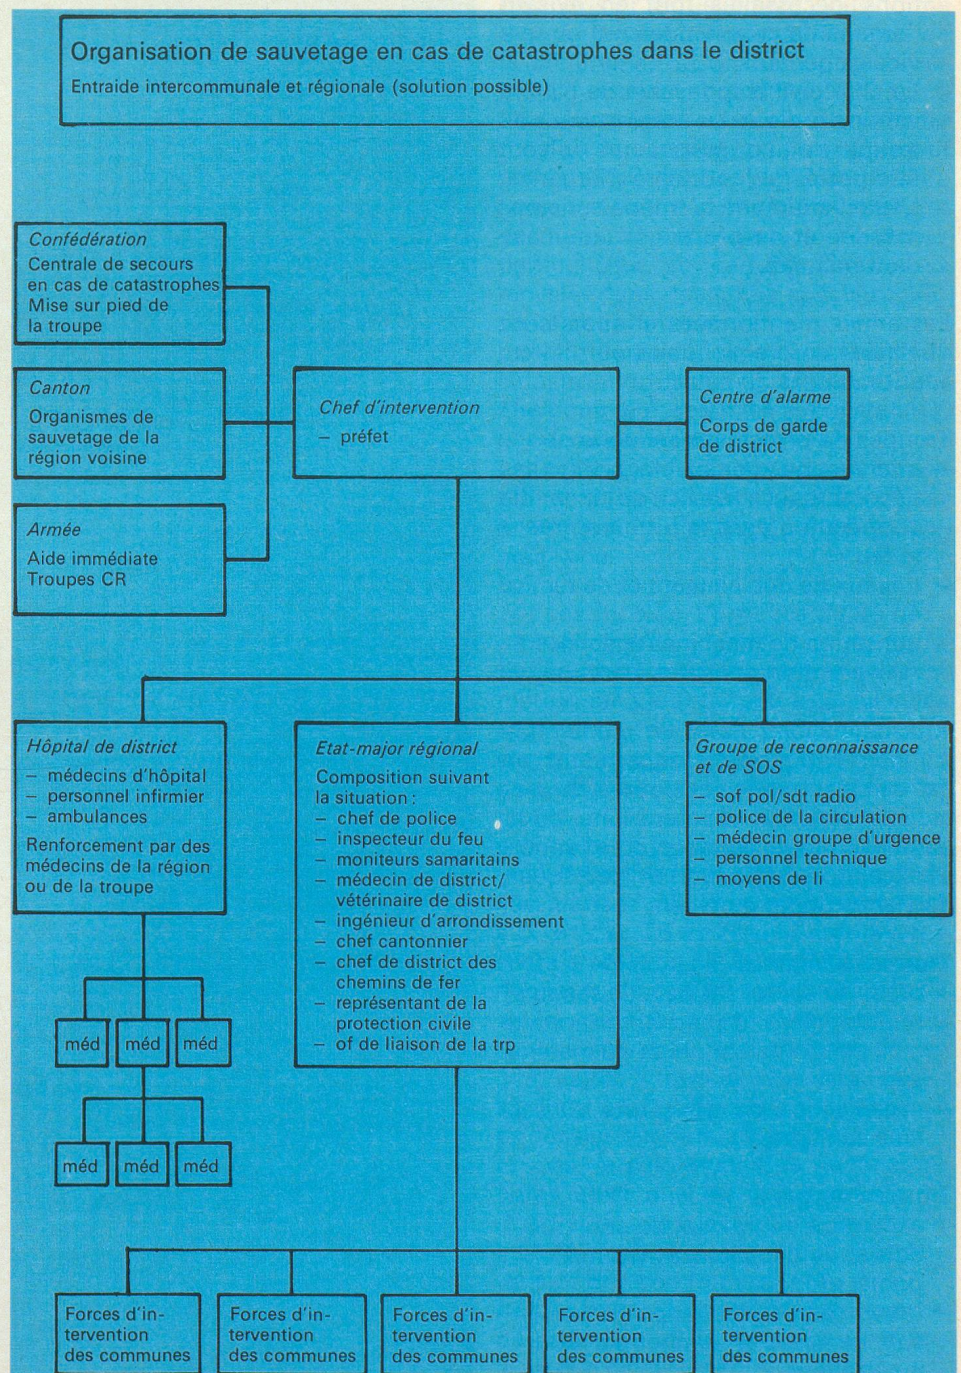 Organisation de sauvetage en cas de catastrophes dans le district
Entraide intercommunale et régionale (solution possible)
Confédération
Centrale de secours
en cas de catastrophes
Mise sur pied de
la troupe
Canton
Organismes de
sauvetage de la
région voisine
Armée
Aide immédiate
Troupes CR
Chef d'intervention
– préfet
Centre d'alarme
Corps de garde
de district
Hôpital de district
– médecins d'hôpital
– personnel infirmier
– ambulances
Renforcement par des
médecins de la région
ou de la troupe
Etat-major régional
Composition suivant
la situation :
– chef de police
– inspecteur du feu
– moniteurs samaritains
– médecin de district/
vétérinaire de district
– ingénieur d'arrondissement
– chef cantonnier
– chef de district des
chemins de fer
– représentant de la
protection civile
– of de liaison de la trp
Groupe de reconnaissance
et de SOS
– sof pol/sdt radio
– police de la circulation
– médecin groupe d'urgence
– personnel technique
– moyens de li
méd
méd
méd
méd
méd
méd
Forces d'in-
tervention
des communes
Forces d'in-
tervention
des communes
Forces d'in-
tervention
des communes
Forces d'in-
tervention
des communes
Forces d'in-
tervention
des communes